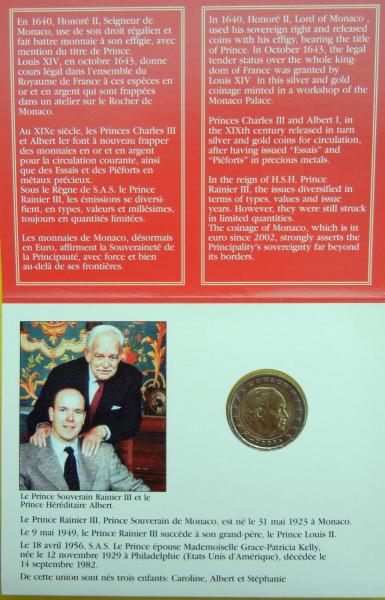 En 1640, Honoré II, Seigneur de
Monaco, use de son droit régalien et
fait battre monnaie à son effigie, avec
mention du titre de Prince.
Louis XIV, en octobre 1643, donne
cours légal dans l'ensemble du
Royaume de France à ces espèces en
or et en argent qui sont frappées
dans un atelier sur le Rocher de
Monaco.
Au XIXe siècle, les Princes Charles III
et Albert Ier font à nouveau frapper
des monnaies en or et en argent
pour la circulation courante, ainsi
que des Essais et des Piéforts en
métaux précieux.
Sous le Règne de S.A.S. le Prince
Rainier III, les émissions se diversi-
fient, en types, valeurs et millésimes,
toujours en quantités limitées.
Les monnaies de Monaco, désormais
en Euro, affirment la Souveraineté de
la Principauté, avec force et bien
au-delà de ses frontières.
In 1640, Honoré II, Lord of Monaco ,
used his sovereign right and released
coins with his effigy, bearing the title
of Prince. In October 1643, the legal
tender status over the whole king-
dom of France was granted by
Louis XIV in this silver and gold
coinage minted in a workshop of the
Monaco Palace.
Princes Charles III and Albert I, in
the XIXth century released in turn
silver and gold coins for circulation,
after having issued “Essais” and
“Piéforts” in precious metals.
In the reign of H.S.H. Prince
Rainier III, the issues diversified in
terms of types, values and issue
years. However, they were still struck
in limited quantities.
The coinage of Monaco, which is in
euro since 2002, strongly asserts the
Principality's sovereignty far beyond
its borders.
MONACO
Le Prince Souverain Rainier III et le
Prince Héréditaire Albert.
Le Prince Rainier III, Prince Souverain de Monaco, est né le 31 mai 1923 à Monaco.
Le 9 mai 1949, le Prince Rainier III succède à son grand-père, le Prince Louis II.
Le 18 avril 1956, S.A.S. Le Prince épouse Mademoiselle Grace-Patricia Kelly,
née le 12 novembre 1929 à Philadelphie (Etats Unis d'Amérique), décédée le
14 septembre 1982.
De cette union sont nés trois enfants: Caroline, Albert et Stéphanie